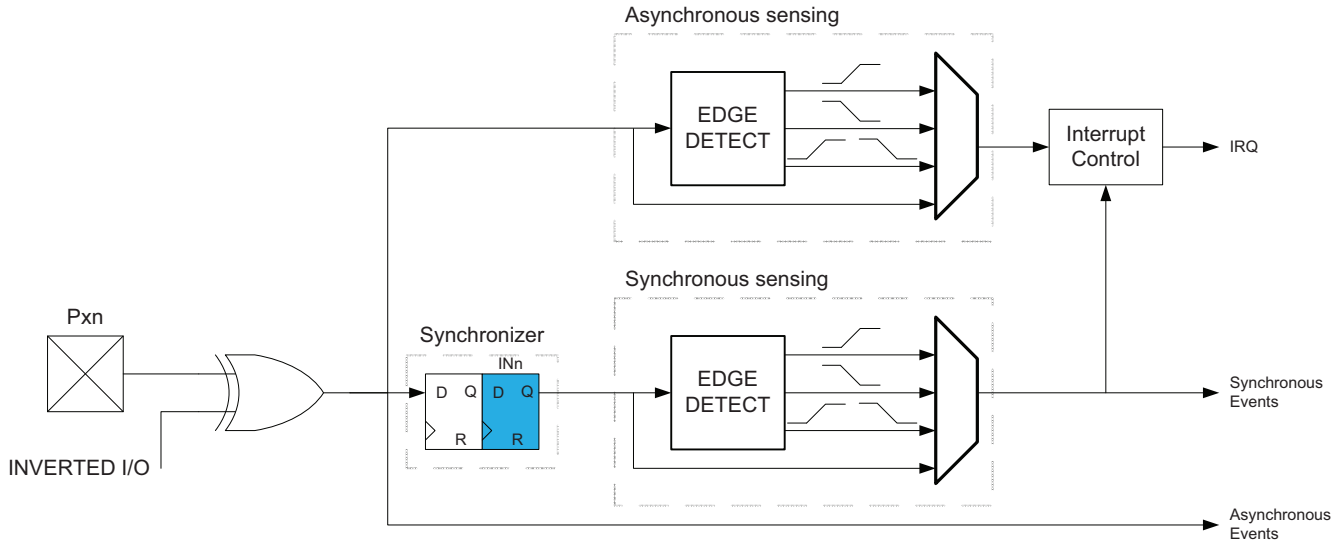 Asynchronous sensing
EDGE
DETECT
Interrupt
Control
IRQ
Synchronous sensing
Pxn
Synchronizer
INn
D Q D Q
R R
EDGE
DETECT
Synchronous
Events
INVERTED I/O
Asynchronous
Events